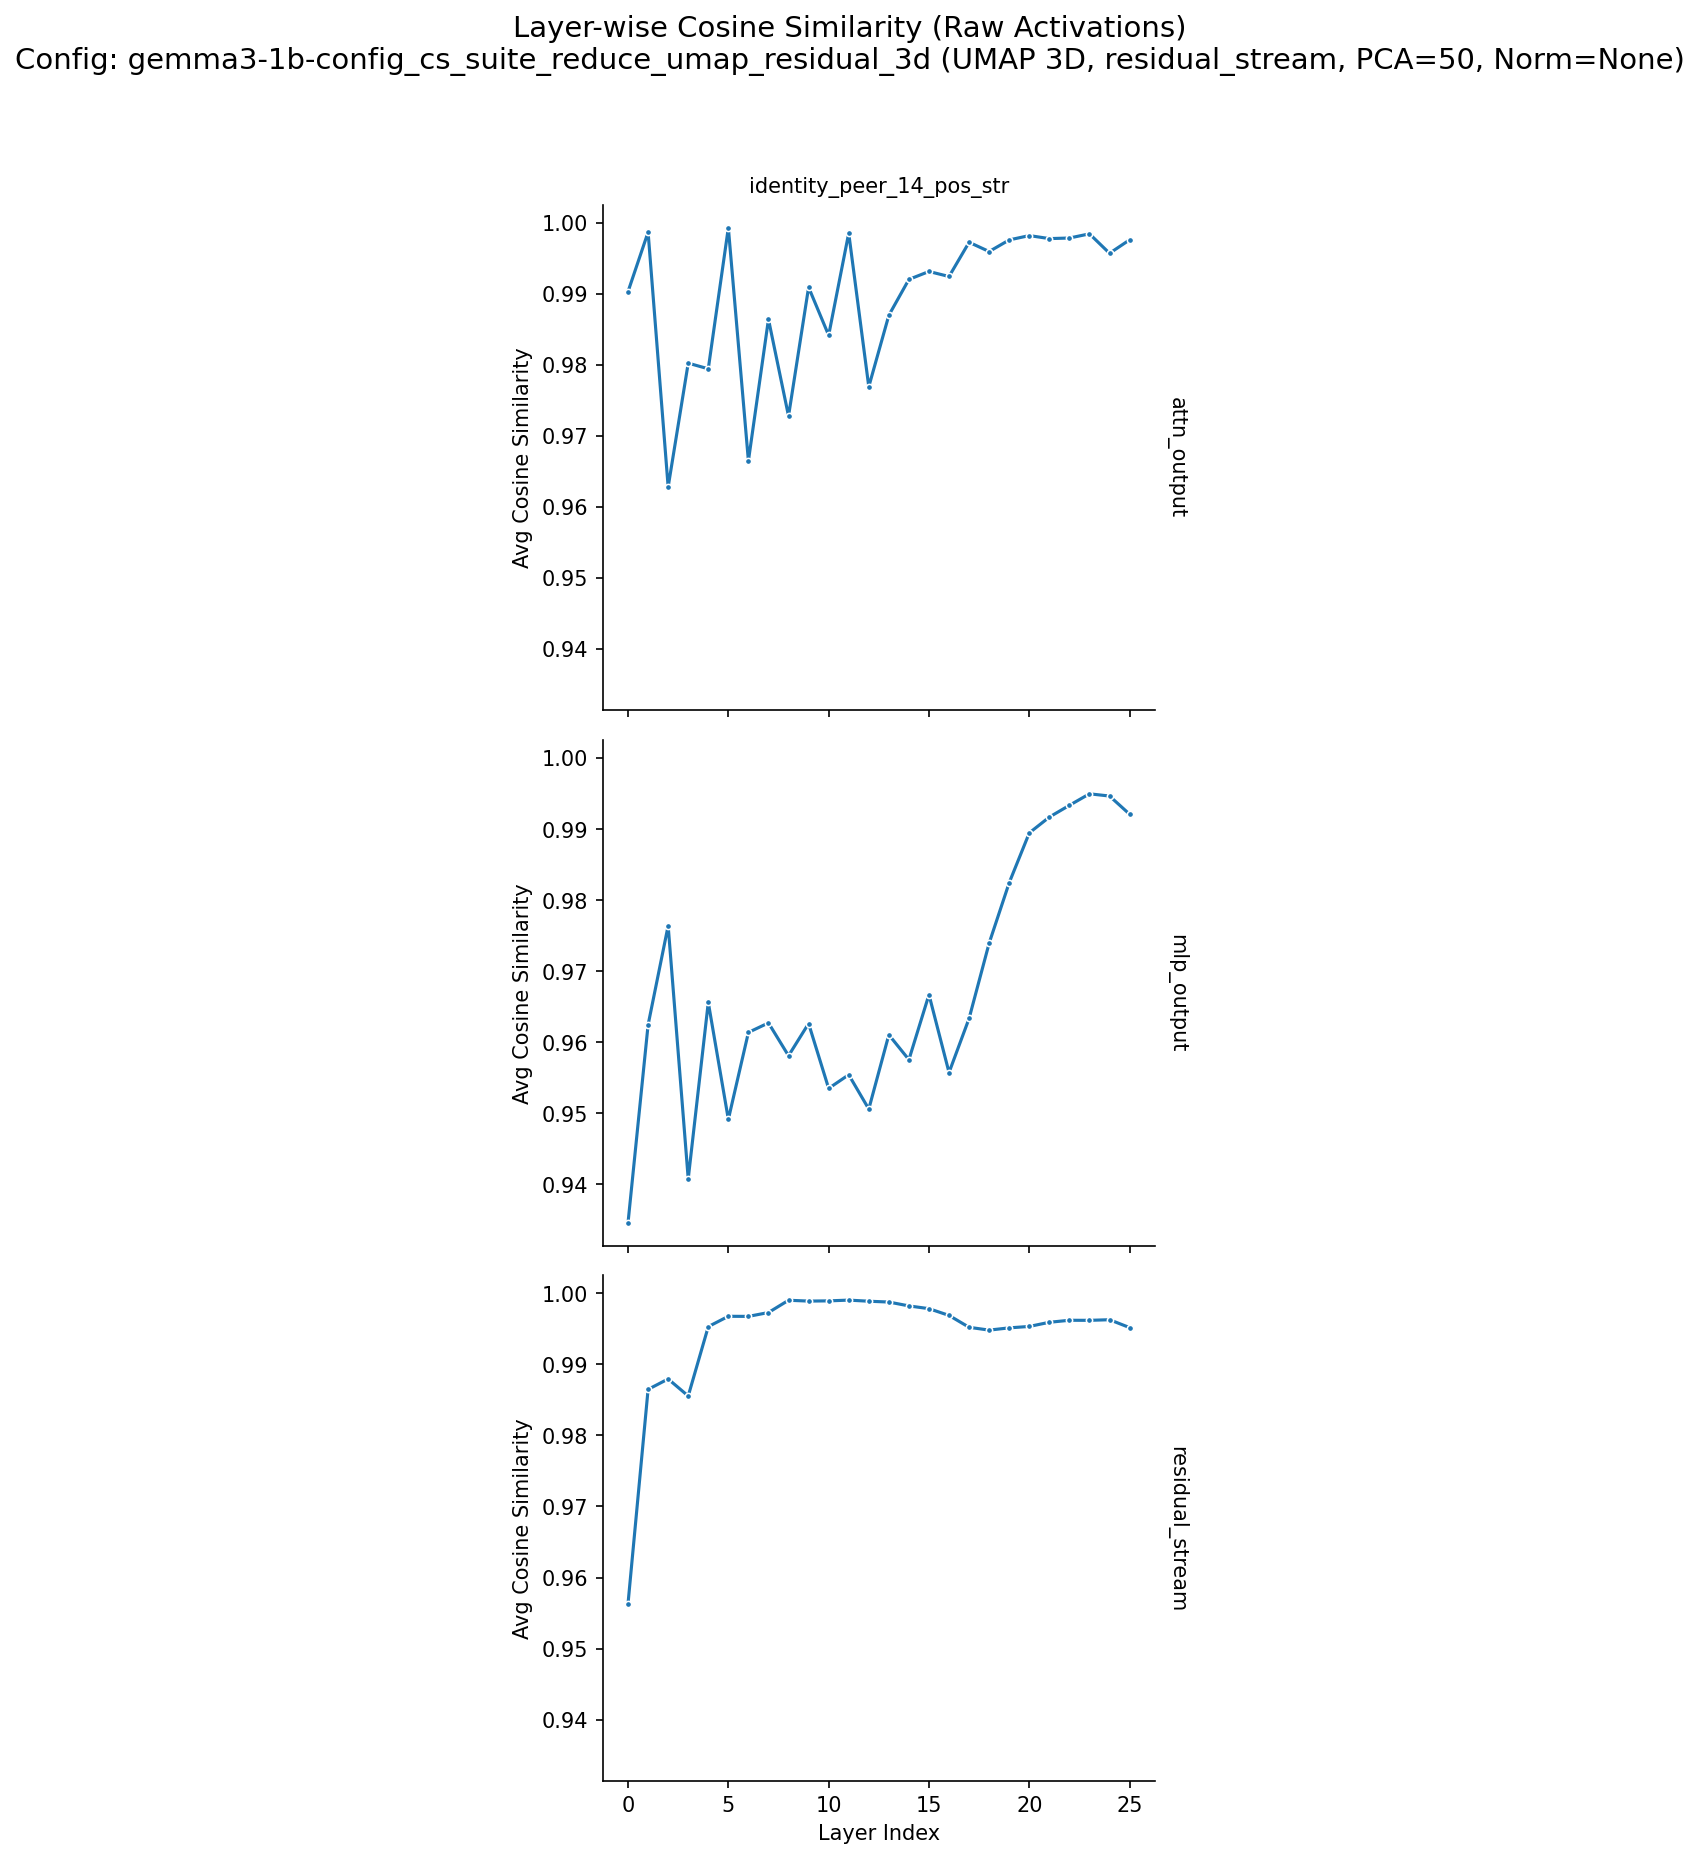 Layer-wise Cosine Similarity (Raw Activations)
Config: gemma3-1b-config_cs_suite_reduce_umap_residual_3d (UMAP 3D, residual_stream, PCA=50, Norm=None)
identity_peer_14_pos_str
1.00
0.99
0.98
0.97
0.96
0.95
0.94
Avg Cosine Similarity
attn_output
1.00
0.99
0.98
0.97
0.96
0.95
0.94
Avg Cosine Similarity
mlp_output
1.00
0.99
0.98
0.97
0.96
0.95
0.94
Avg Cosine Similarity
residual_stream
0 5 10 15 20 25
Layer Index